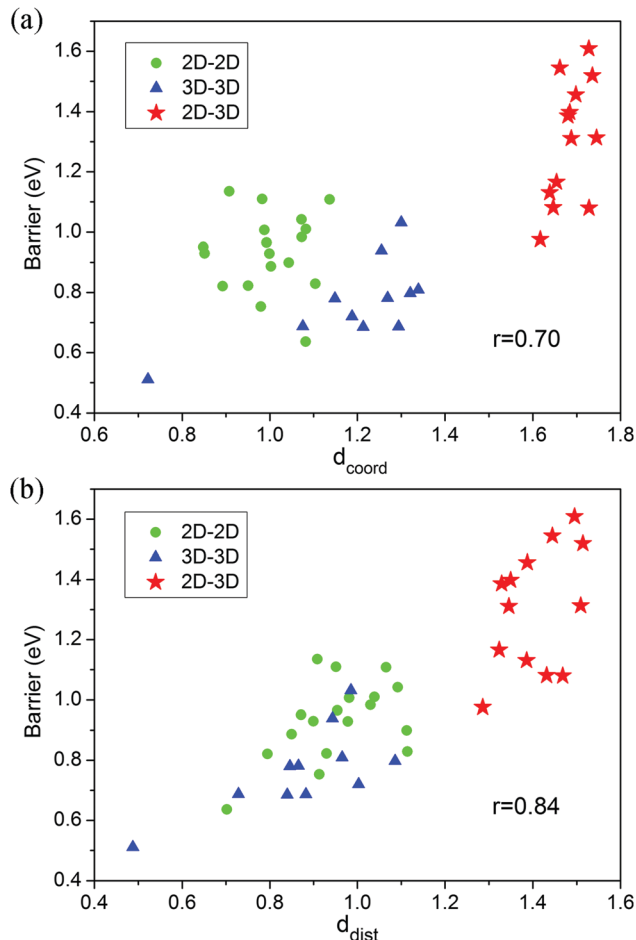 (a)
2D-2D
3D-3D
2D-3D
r=0.70
Barrier (eV)
1.6
1.4
1.2
1.0
0.8
0.6
0.4
0.6 0.8 1.0 1.2 1.4 1.6 1.8
d_coord
(b)
2D-2D
3D-3D
2D-3D
r=0.84
Barrier (eV)
1.6
1.4
1.2
1.0
0.8
0.6
0.4
0.4 0.6 0.8 1.0 1.2 1.4 1.6
d_dist